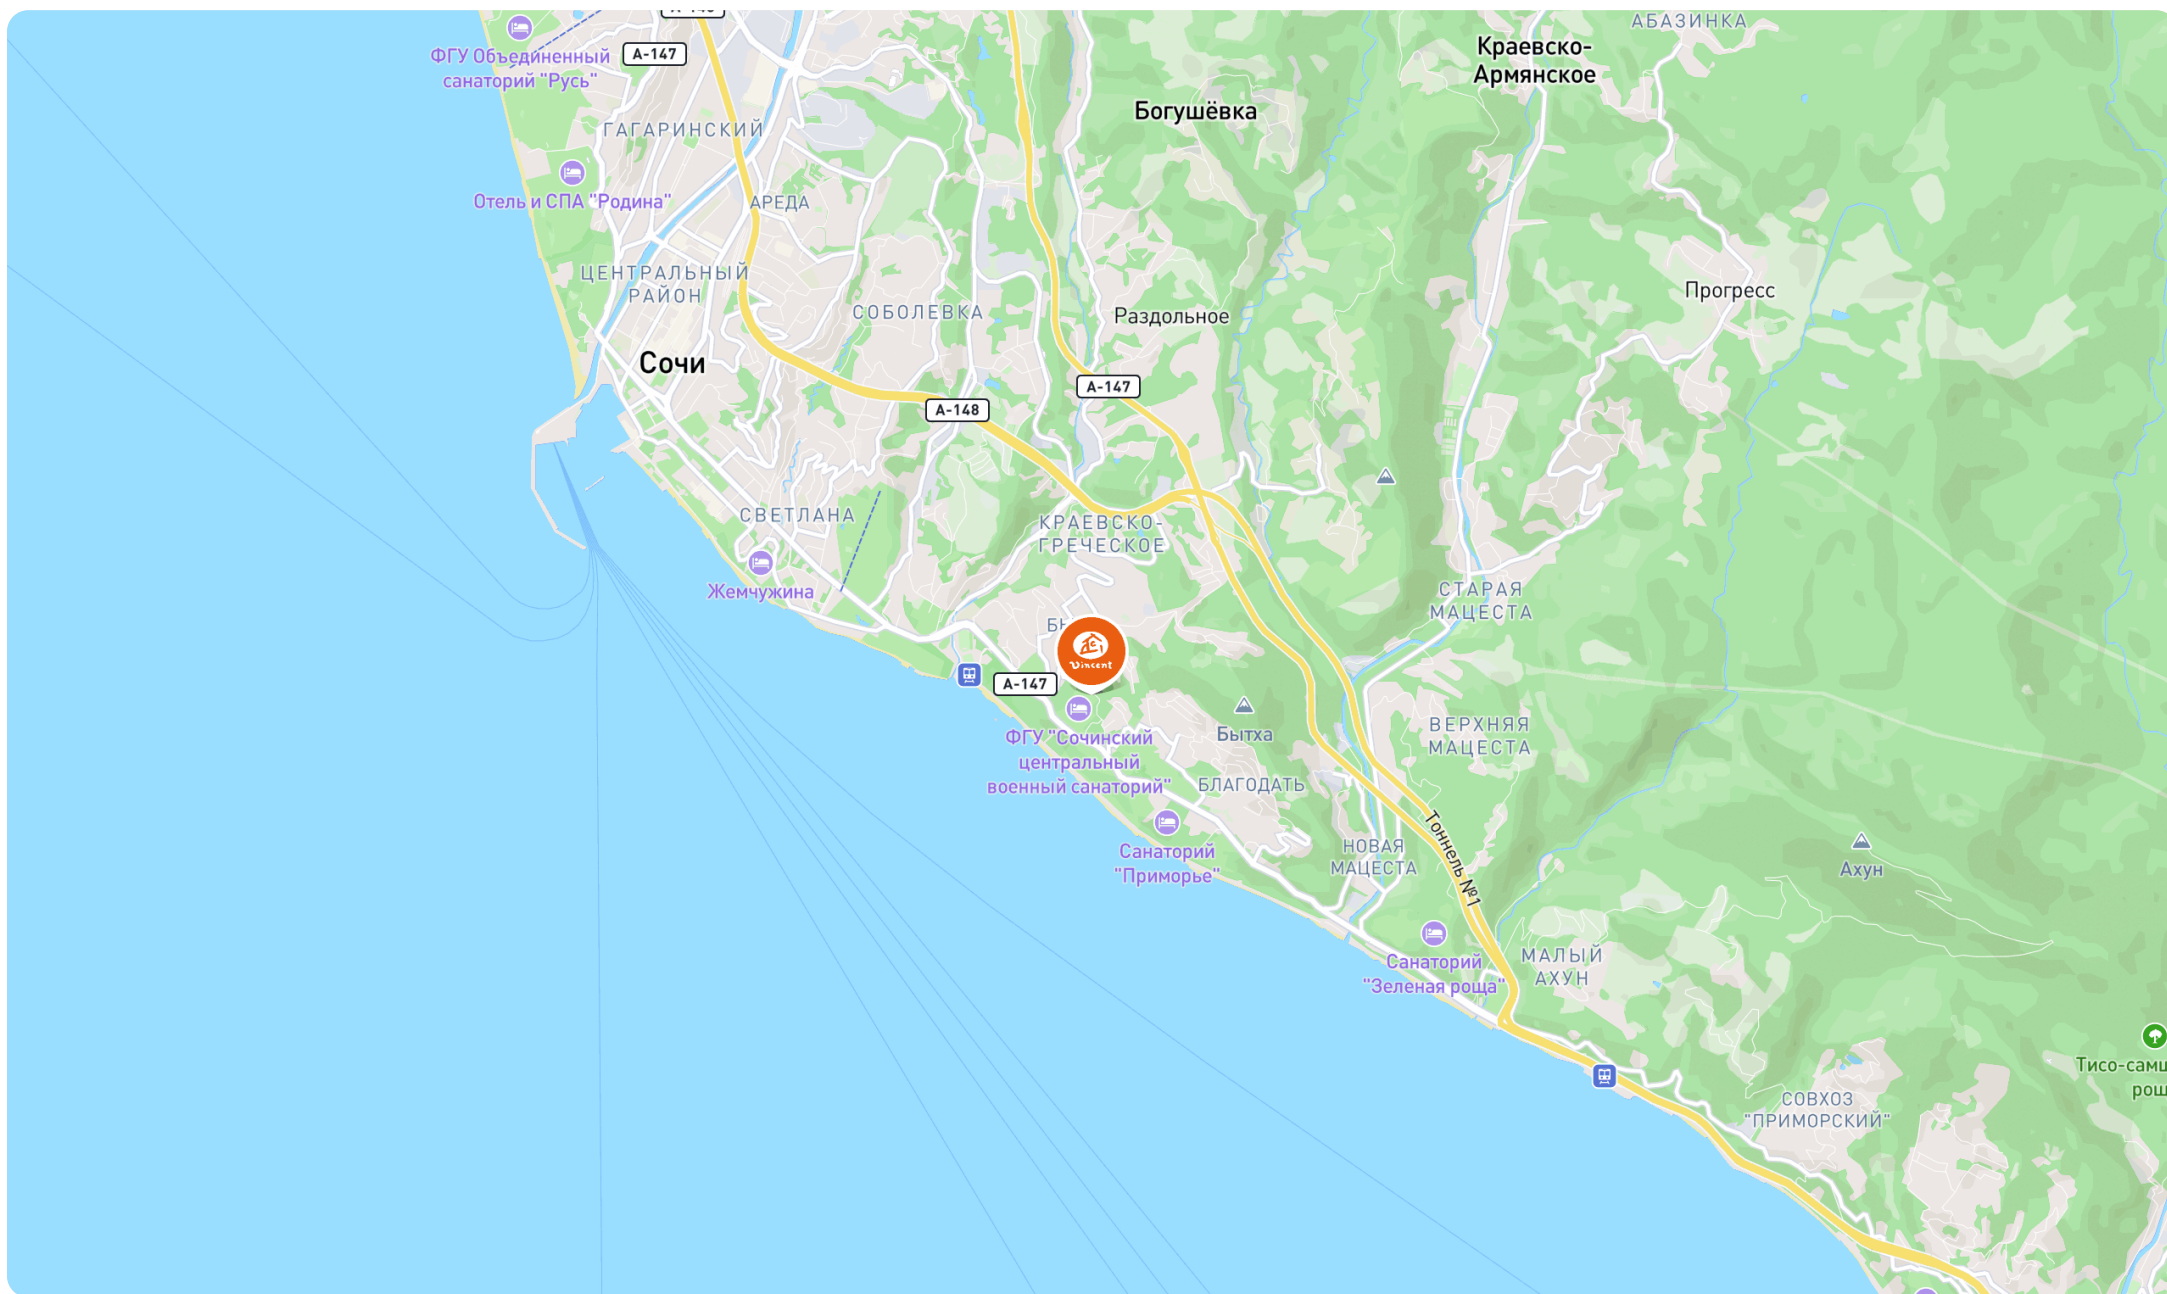 А-147
ФГУ Объединенный
санаторий "Русь"
АБАЗИНКА
Краевско-
Армянское
Богушёвка
ГАГАРИНСКИЙ
Отель и СПА "Родина"
АРЕДА
ЦЕНТРАЛЬНЫЙ
РАЙОН
СОБОЛЕВКА
Раздольное
Прогресс
Сочи
А-147
А-148
СВЕТЛАНА
КРАЕВСКО-
ГРЕЧЕСКОЕ
Жемчужина
СТАРАЯ
МАЦЕСТА
Vincent
А-147
ФГУ "Сочинский
центральный
военный санаторий"
Бытха
ВЕРХНЯЯ
МАЦЕСТА
БЛАГОДАТЬ
Тоннель №1
Санаторий
"Приморье"
НОВАЯ
МАЦЕСТА
Ахун
Санаторий
"Зеленая роща"
МАЛЫЙ
АХУН
СОВХОЗ
"ПРИМОРСКИЙ"